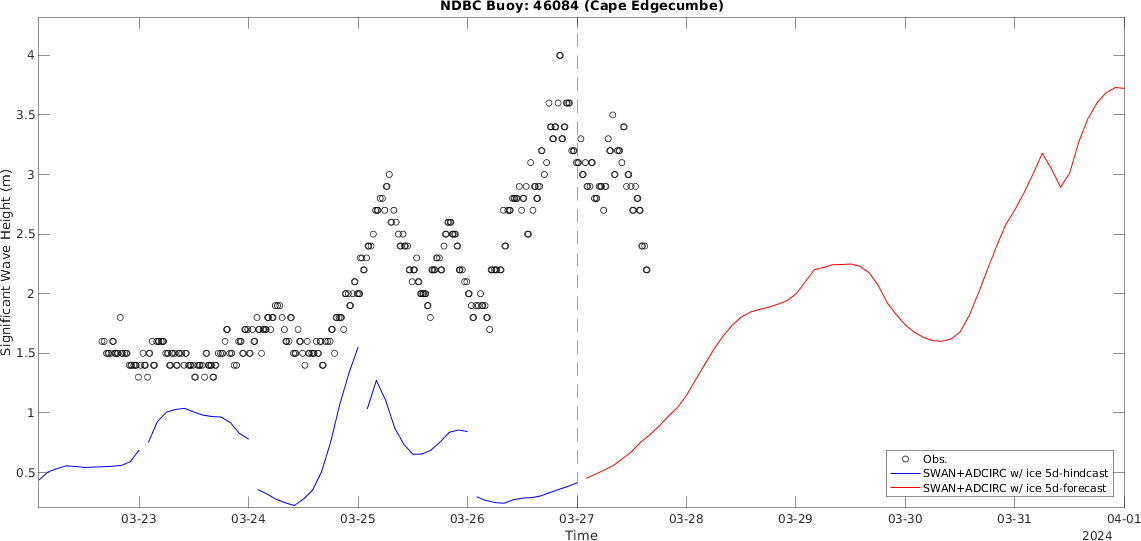 NDBC Buoy: 46084 (Cape Edgecumbe)
Significant Wave Height (m)
4
3.5
3
2.5
2
1.5
1
0.5
Obs.
SWAN+ADCIRC w/ ice 5d-hindcast
SWAN+ADCIRC w/ ice 5d-forecast
03-23 03-24 03-25 03-26 03-27 03-28 03-29 03-30 03-31 04-01
Time
2024